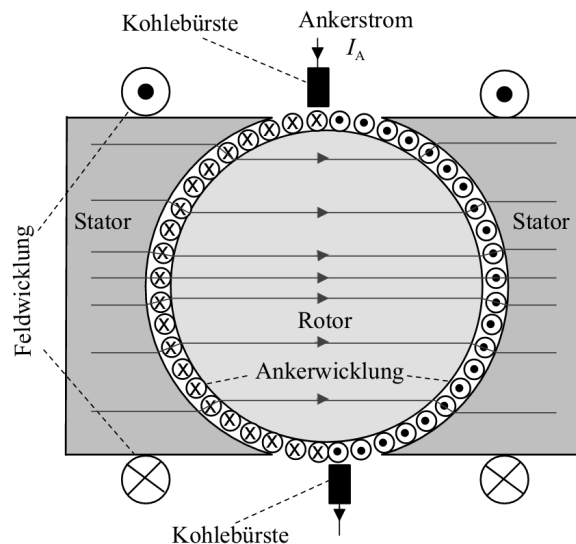 Kohlebürste
Ankerstrom
I_A
Stator
Stator
Feldwicklung
Rotor
Ankerwicklung
Kohlebürste